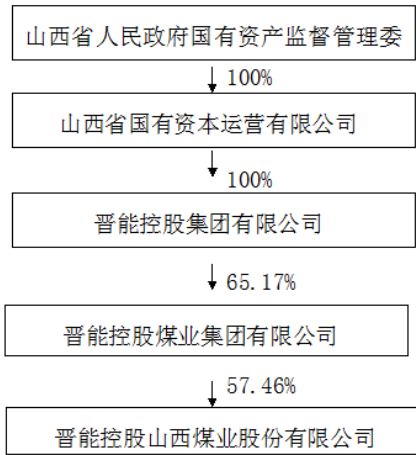 山西省人民政府国有资产监督管理委
100%
山西省国有资本运营有限公司
100%
晋能控股集团有限公司
65.17%
晋能控股煤业集团有限公司
57.46%
晋能控股山西煤业股份有限公司